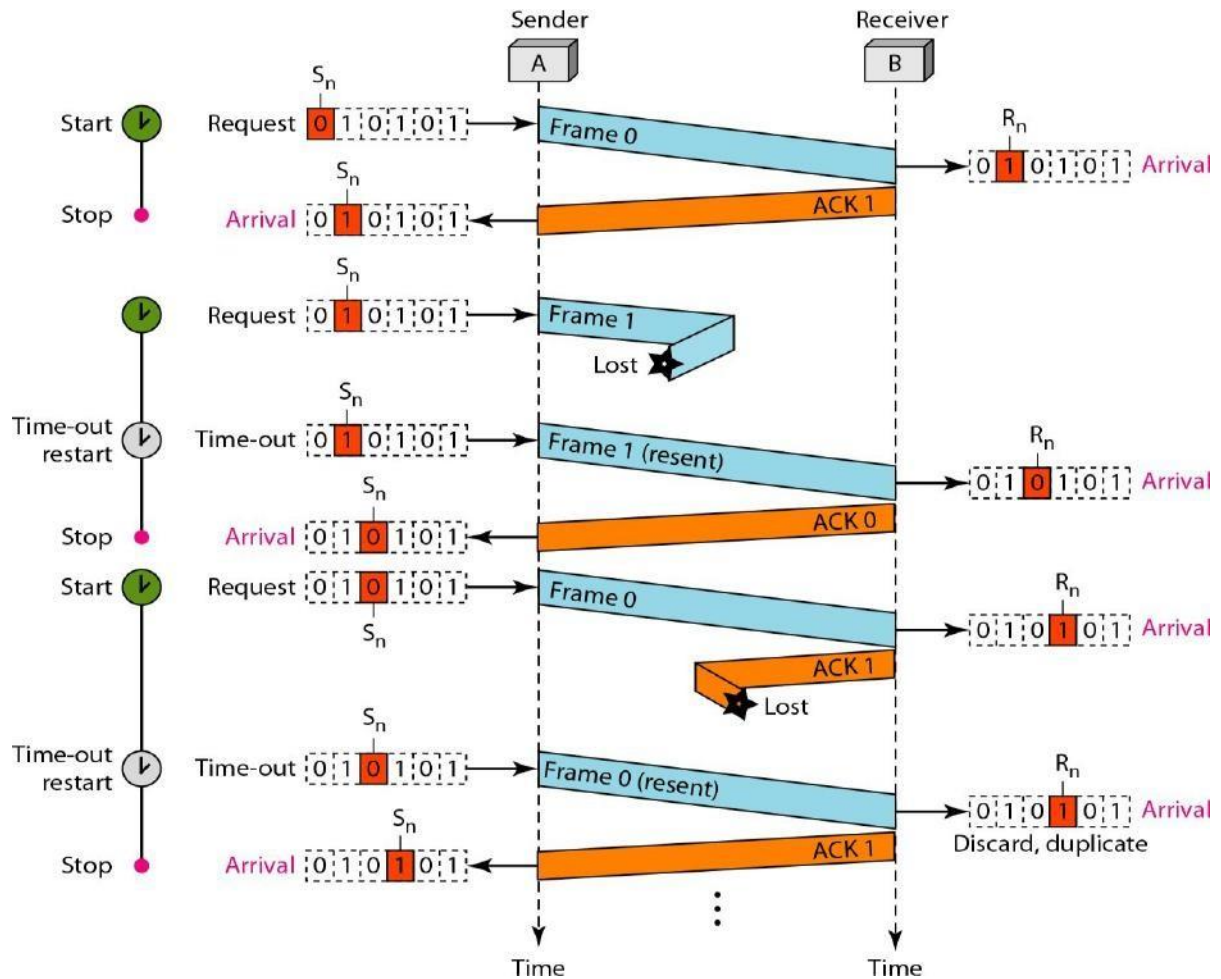 Sender Receiver
A B
Sn
Start Request 0 1 0 1 0 1 Frame 0
Rn
0 1 0 1 0 1 Arrival
Sn
Stop Arrival 0 1 0 1 0 1 ACK 1
Sn
Request 0 1 0 1 0 1 Frame 1
Lost
Sn
Time-out
restart
Time-out 0 1 0 1 0 1 Frame 1 (resent)
Rn
0 1 0 1 0 1 Arrival
Sn
Stop Arrival 0 1 0 1 0 1 ACK 0
Start Request 0 1 0 1 0 1 Frame 0
Sn
Rn
0 1 0 1 0 1 Arrival
ACK 1
Lost
Sn
Time-out
restart
Time-out 0 1 0 1 0 1 Frame 0 (resent)
Rn
0 1 0 1 0 1 Arrival
Discard, duplicate
Sn
Stop Arrival 0 1 0 1 0 1 ACK 1
Time Time